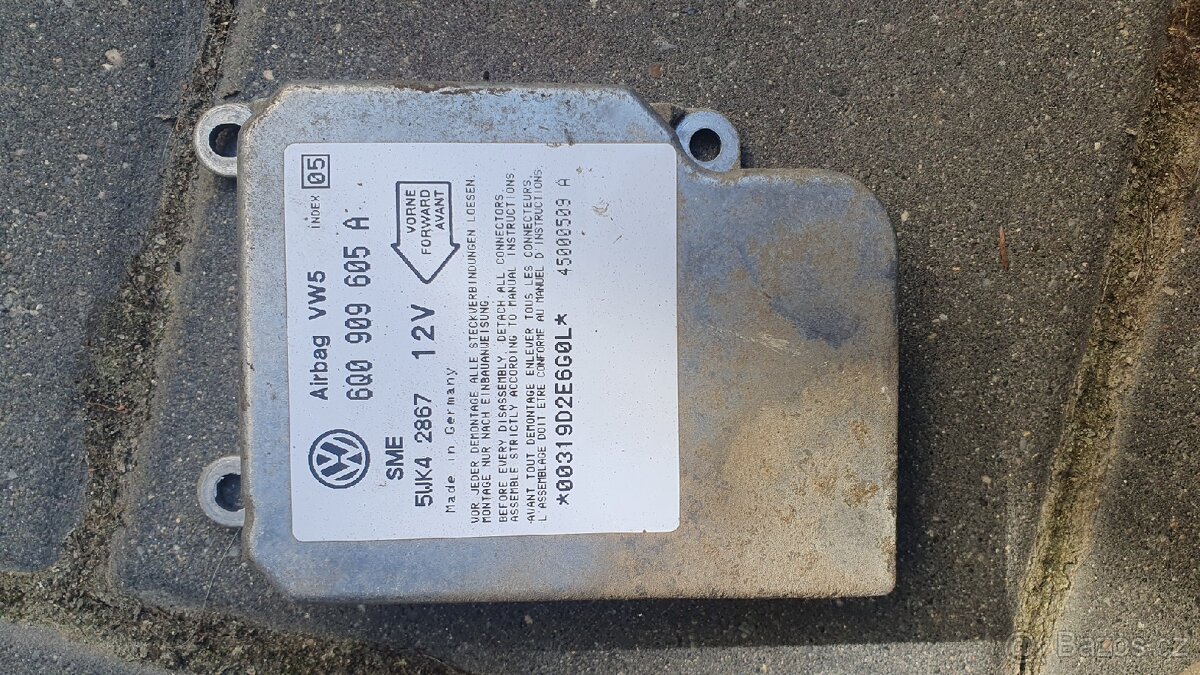 Airbag VW5
INDEX 05
6Q0 909 605 A
SME
5WK4 2867 12V
VORNE
FORWARD
AVANT
Made in Germany
VOR JEDER DEMONTAGE ALLE STECKVERBINDUNGEN LOESEN.
MONTAGE NUR NACH EINBAUANWEISUNG.
BEFORE EVERY DISASSEMBLY, DETACH ALL CONNECTORS.
ASSEMBLE STRICTLY ACCORDING TO MANUAL INSTRUCTIONS.
AVANT TOUT DEMONTAGE ENLEVER TOUS LES CONNECTEURS,
L'ASSEMBLAGE DOIT ETRE CONFORME AU MANUEL D'INSTRUCTIONS.
*00319D2E6G0L* 45000509 A
Bazos.cz